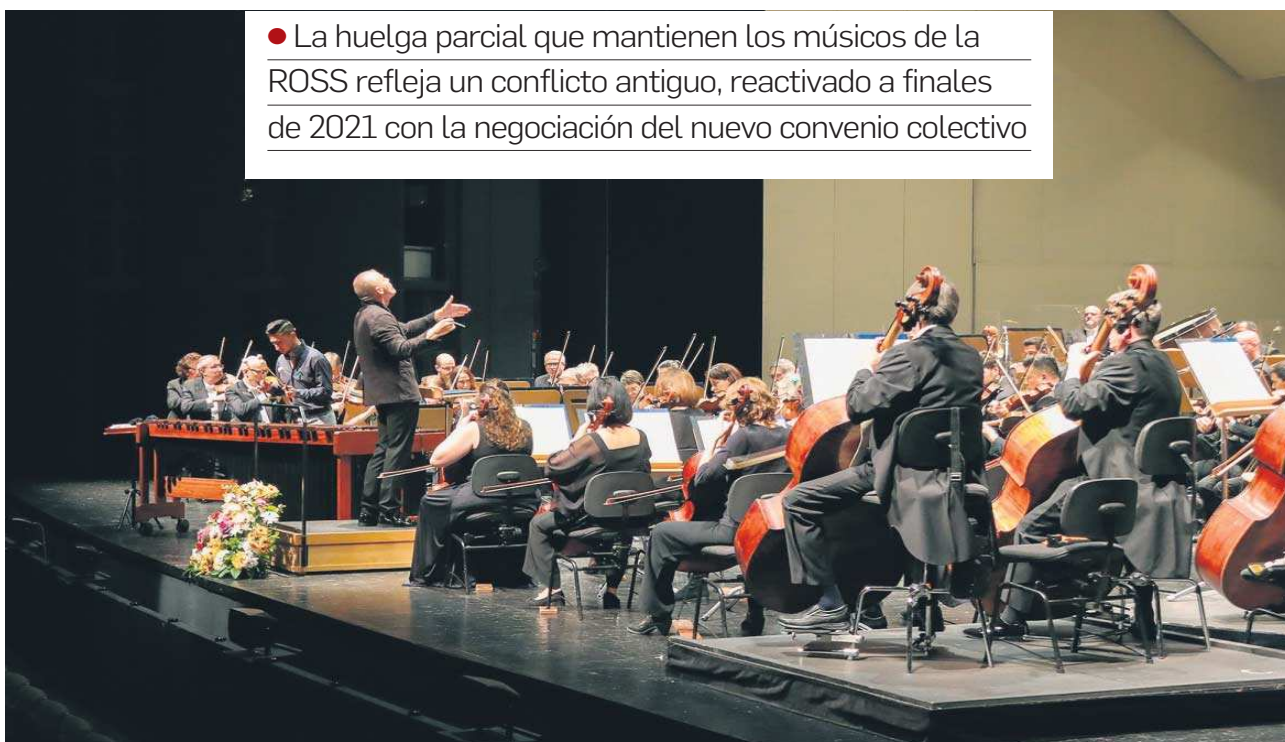 ● La huelga parcial que mantienen los músicos de la
ROSS refleja un conflicto antiguo, reactivado a finales
de 2021 con la negociación del nuevo convenio colectivo